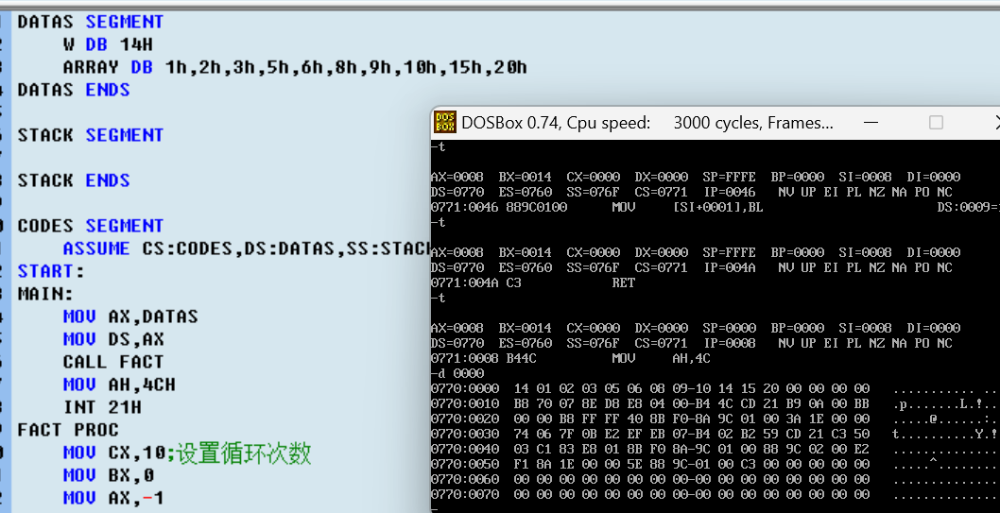 DATAS SEGMENT
W DB 14H
ARRAY DB 1h,2h,3h,5h,6h,8h,9h,10h,15h,20h
DATAS ENDS
STACK SEGMENT
STACK ENDS
CODES SEGMENT
ASSUME CS:CODES,DS:DATAS,SS:STACK
START:
MAIN:
MOV AX,DATAS
MOV DS,AX
CALL FACT
MOV AH,4CH
INT 21H
FACT PROC
MOV CX,10;设置循环次数
MOV BX,0
MOV AX,-1
DOSBox 0.74, Cpu speed: 3000 cycles, Frames...
-t
AX=0008 BX=0014 CX=0000 DX=0000 SP=FFFE BP=0000 SI=0008 DI=0000
DS=0770 ES=0760 SS=076F CS=0771 IP=0046 NV UP EI PL NZ NA PO NC
0771:0046 889C0100 MOV [SI+0001],BL DS:0009=
-t
AX=0008 BX=0014 CX=0000 DX=0000 SP=FFFE BP=0000 SI=0008 DI=0000
DS=0770 ES=0760 SS=076F CS=0771 IP=004A NV UP EI PL NZ NA PO NC
0771:004A C3 RET
-t
AX=0008 BX=0014 CX=0000 DX=0000 SP=0000 BP=0000 SI=0008 DI=0000
DS=0770 ES=0760 SS=076F CS=0771 IP=0008 NV UP EI PL NZ NA PO NC
0771:0008 B44C MOV AH,4C
-d 0000
0770:0000 14 01 02 03 05 06 08 09-10 14 15 20 00 00 00 00 ........... ..
0770:0010 B8 70 07 8E D8 E8 04 00-B4 4C CD 21 B9 0A 00 BB .p.......L.!..
0770:0020 00 00 B8 FF FF 40 8B F0-8A 9C 01 00 3A 1E 00 00 .....@......:.
0770:0030 74 06 7F 0B E2 EF EB 07-B4 02 B2 59 CD 21 C3 50 t..........Y.!
0770:0040 03 C1 83 E8 01 8B F0 8A-9C 01 00 88 9C 02 00 E2 ..............
0770:0050 F1 8A 1E 00 00 5E 88 9C-01 00 C3 00 00 00 00 00 .....^........
0770:0060 00 00 00 00 00 00 00 00-00 00 00 00 00 00 00 00 ..............
0770:0070 00 00 00 00 00 00 00 00-00 00 00 00 00 00 00 00 ..............
-